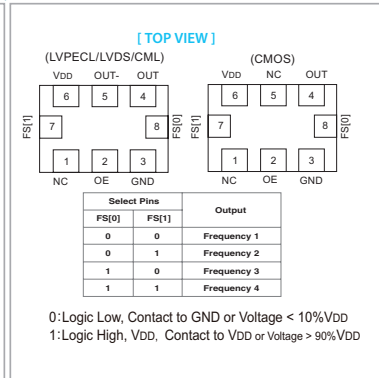 [ TOP VIEW ]
(LVPECL/LVDS/CML)
VDD OUT- OUT
6 5 4
FS[1] 7 8 FS[0]
1 2 3
NC OE GND
(CMOS)
VDD NC OUT
6 5 4
FS[1] 7 8 FS[0]
1 2 3
NC OE GND
Select Pins Output
FS[0] FS[1]
0 0 Frequency 1
0 1 Frequency 2
1 0 Frequency 3
1 1 Frequency 4
0:Logic Low, Contact to GND or Voltage < 10%VDD
1:Logic High, VDD, Contact to VDD or Voltage > 90%VDD